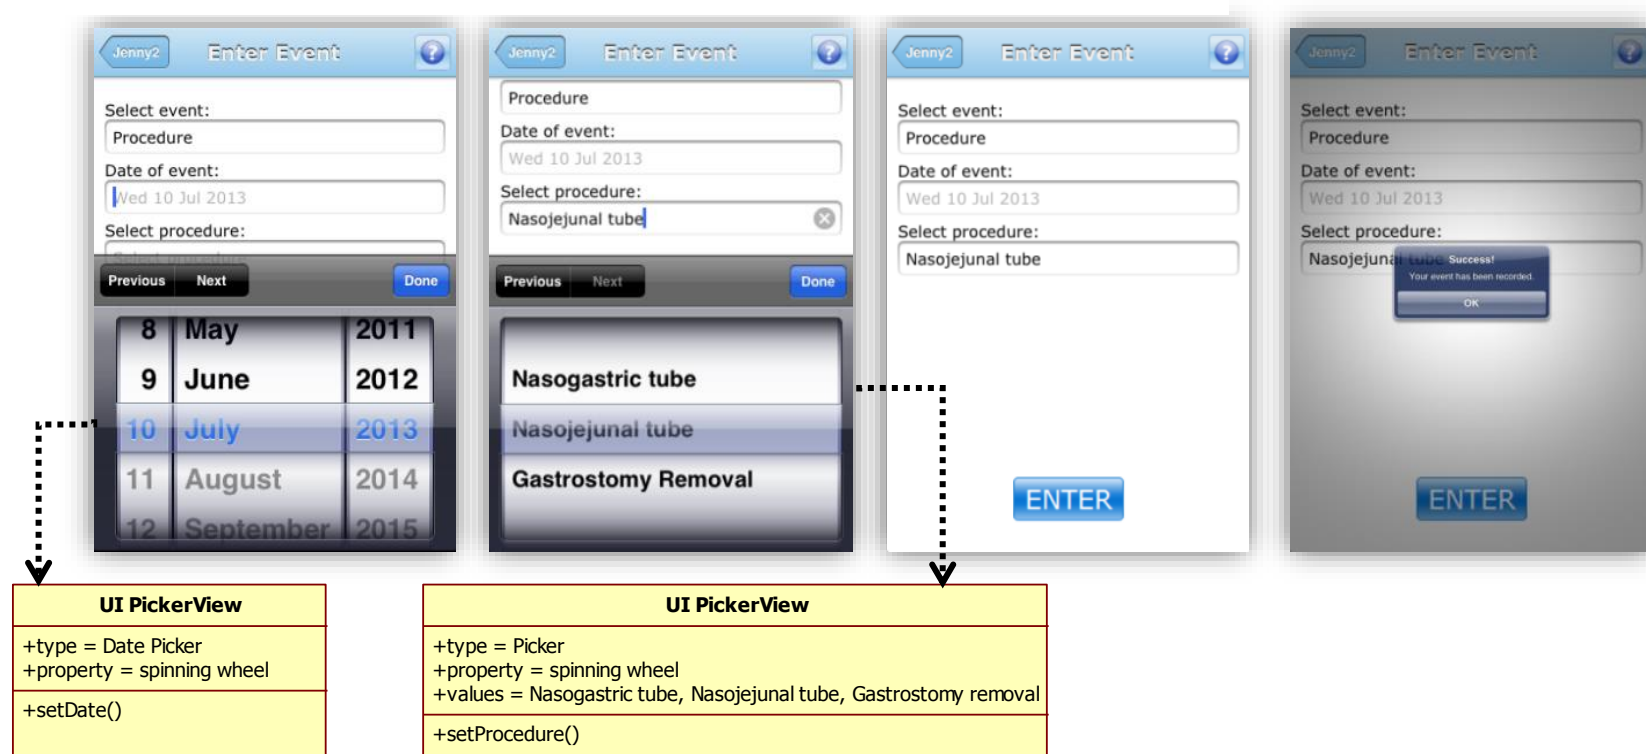 Jenny2 Enter Event ?
Select event:
Procedure
Date of event:
Wed 10 Jul 2013
Select procedure:
Select procedure
Previous Next Done
8 May 2011
9 June 2012
10 July 2013
11 August 2014
12 September 2015
Jenny2 Enter Event ?
Procedure
Date of event:
Wed 10 Jul 2013
Select procedure:
Nasojejunal tube
Previous Next Done
Nasogastric tube
Nasojejunal tube
Gastrostomy Removal
Jenny2 Enter Event ?
Select event:
Procedure
Date of event:
Wed 10 Jul 2013
Select procedure:
Nasojejunal tube
ENTER
Jenny2 Enter Event ?
Select event:
Procedure
Date of event:
Wed 10 Jul 2013
Select procedure:
Nasojejunal tube
Success!
Your event has been recorded.
OK
ENTER
UI PickerView
+type = Date Picker
+property = spinning wheel
+setDate()
UI PickerView
+type = Picker
+property = spinning wheel
+values = Nasogastric tube, Nasojejunal tube, Gastrostomy removal
+setProcedure()